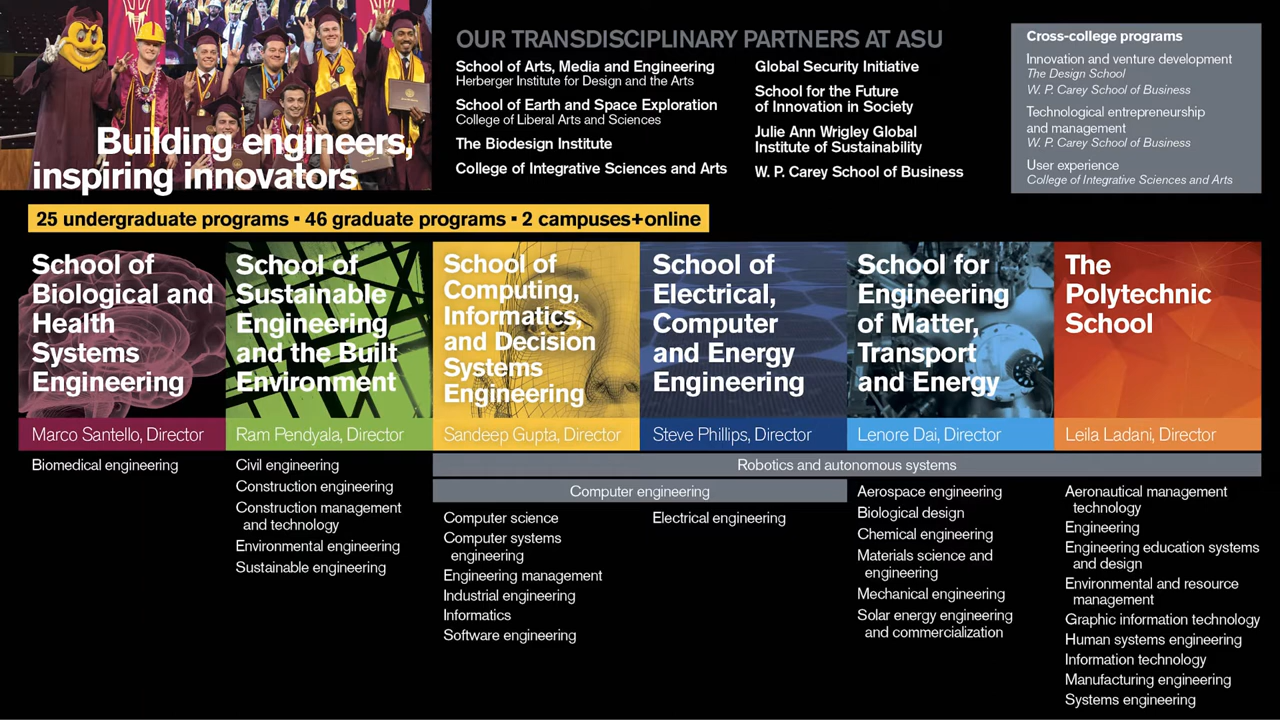 Building engineers,
inspiring innovators
OUR TRANSDISCIPLINARY PARTNERS AT ASU
School of Arts, Media and Engineering
Herberger Institute for Design and the Arts
School of Earth and Space Exploration
College of Liberal Arts and Sciences
The Biodesign Institute
College of Integrative Sciences and Arts
Global Security Initiative
School for the Future
of Innovation in Society
Julie Ann Wrigley Global
Institute of Sustainability
W. P. Carey School of Business
Cross-college programs
Innovation and venture development
The Design School
W. P. Carey School of Business
Technological entrepreneurship
and management
W. P. Carey School of Business
User experience
College of Integrative Sciences and Arts
25 undergraduate programs ▪ 46 graduate programs ▪ 2 campuses+online
School of
Biological and
Health
Systems
Engineering
Marco Santello, Director
Biomedical engineering
School of
Sustainable
Engineering
and the Built
Environment
Ram Pendyala, Director
Civil engineering
Construction engineering
Construction management
and technology
Environmental engineering
Sustainable engineering
School of
Computing,
Informatics,
and Decision
Systems
Engineering
Sandeep Gupta, Director
School of
Electrical,
Computer
and Energy
Engineering
Steve Phillips, Director
School for
Engineering
of Matter,
Transport
and Energy
Lenore Dai, Director
The
Polytechnic
School
Leila Ladani, Director
Robotics and autonomous systems
Computer engineering
Computer science
Computer systems
engineering
Engineering management
Industrial engineering
Informatics
Software engineering
Electrical engineering
Aerospace engineering
Biological design
Chemical engineering
Materials science and
engineering
Mechanical engineering
Solar energy engineering
and commercialization
Aeronautical management
technology
Engineering
Engineering education systems
and design
Environmental and resource
management
Graphic information technology
Human systems engineering
Information technology
Manufacturing engineering
Systems engineering